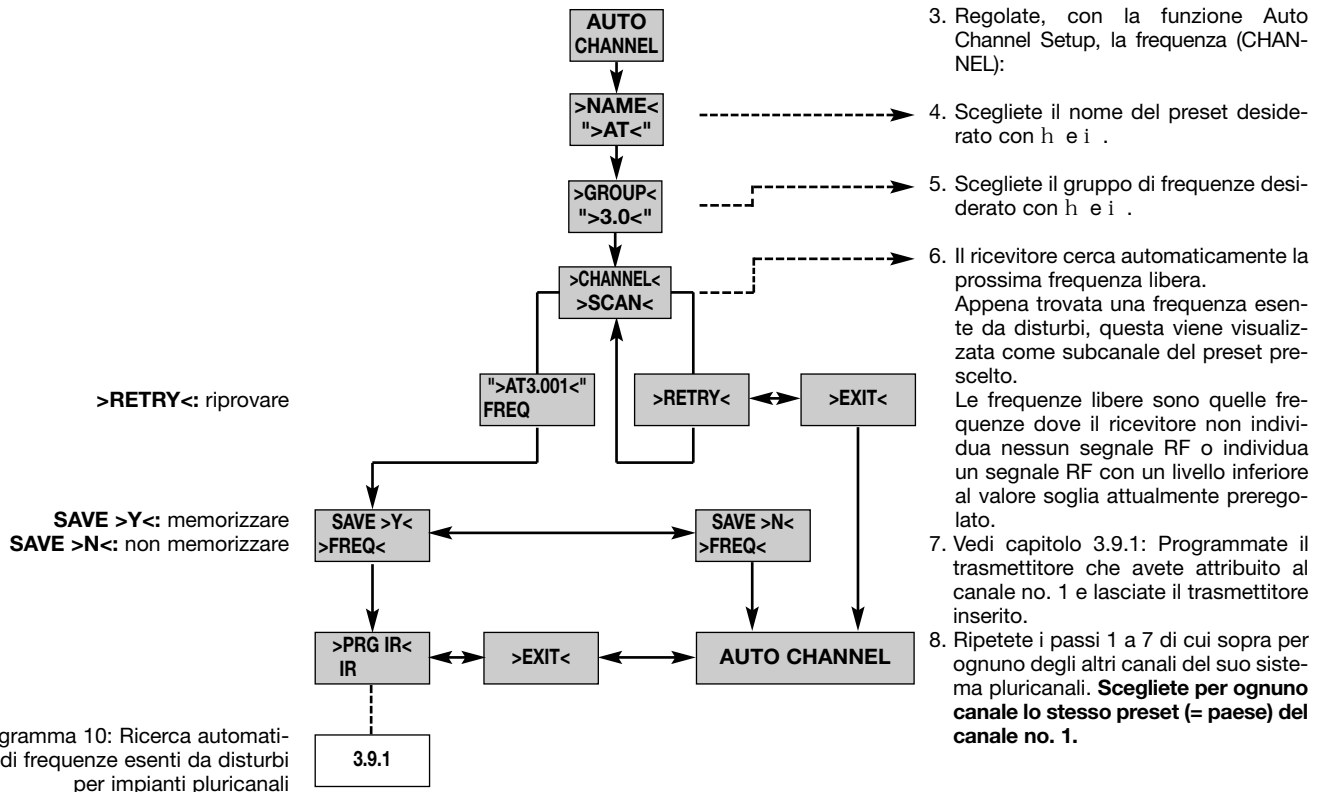 AUTO
CHANNEL
>NAME<
">AT<"
>GROUP<
">3.0<"
>CHANNEL<
>SCAN<
">AT3.001<"
FREQ
>RETRY<
>EXIT<
>RETRY<: riprovare
SAVE >Y<: memorizzare
SAVE >N<: non memorizzare
SAVE >Y<
>FREQ<
SAVE >N<
>FREQ<
>PRG IR<
IR
>EXIT<
AUTO CHANNEL
3.9.1
gramma 10: Ricerca automati-
di frequenze esenti da disturbi
per impianti pluricanali
3. Regolate, con la funzione Auto
Channel Setup, la frequenza (CHAN-
NEL):
4. Scegliete il nome del preset deside-
rato con h e i .
5. Scegliete il gruppo di frequenze desi-
derato con h e i .
6. Il ricevitore cerca automaticamente la
prossima frequenza libera.
Appena trovata una frequenza esen-
te da disturbi, questa viene visualiz-
zata come subcanale del preset pre-
scelto.
Le frequenze libere sono quelle fre-
quenze dove il ricevitore non indivi-
dua nessun segnale RF o individua
un segnale RF con un livello inferiore
al valore soglia attualmente prerego-
lato.
7. Vedi capitolo 3.9.1: Programmate il
trasmettitore che avete attribuito al
canale no. 1 e lasciate il trasmettitore
inserito.
8. Ripetete i passi 1 a 7 di cui sopra per
ognuno degli altri canali del suo siste-
ma pluricanali. Scegliete per ognuno
canale lo stesso preset (= paese) del
canale no. 1.